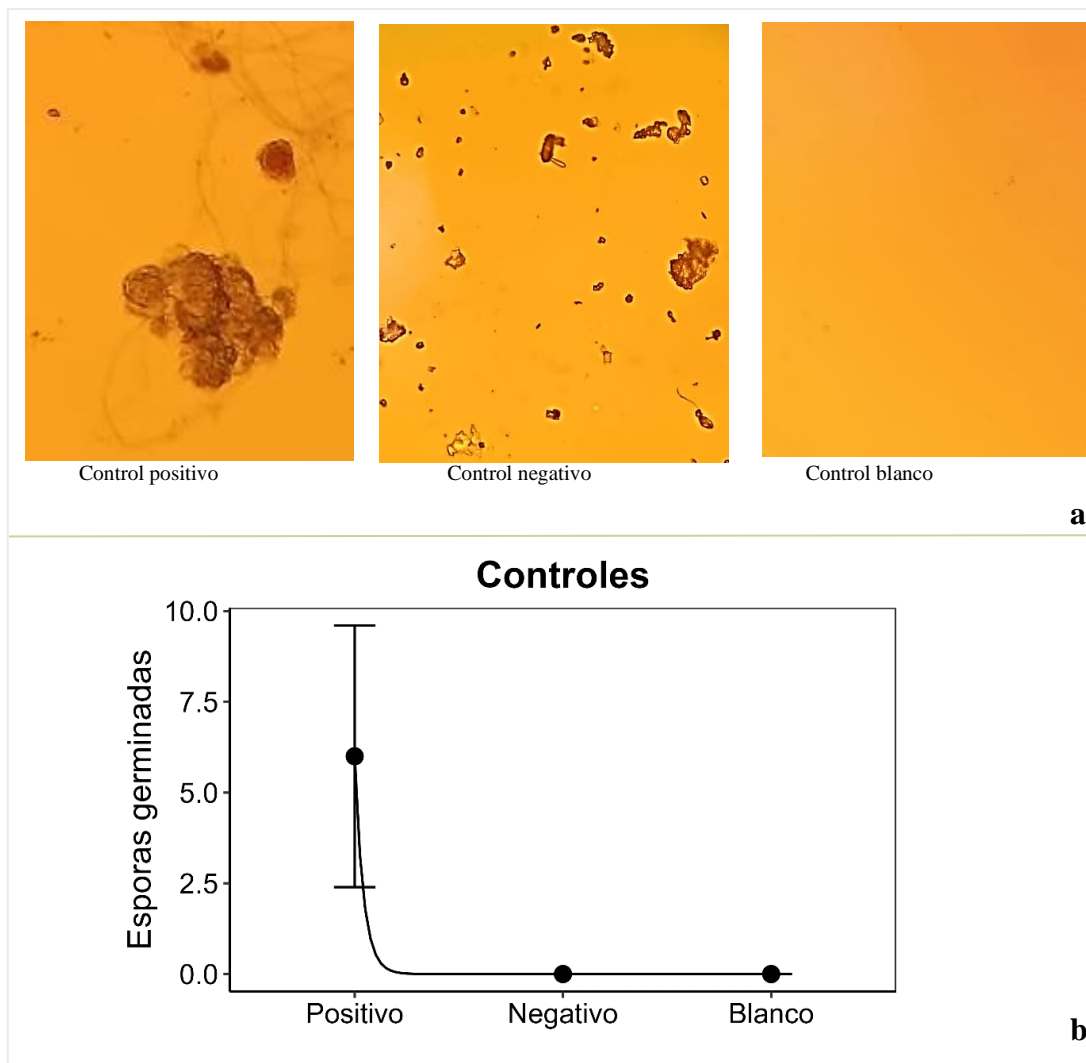 Control positivo Control negativo Control blanco
a
Controles
Esporas germinadas
10.0
7.5
5.0
2.5
0.0
Positivo Negativo Blanco
b